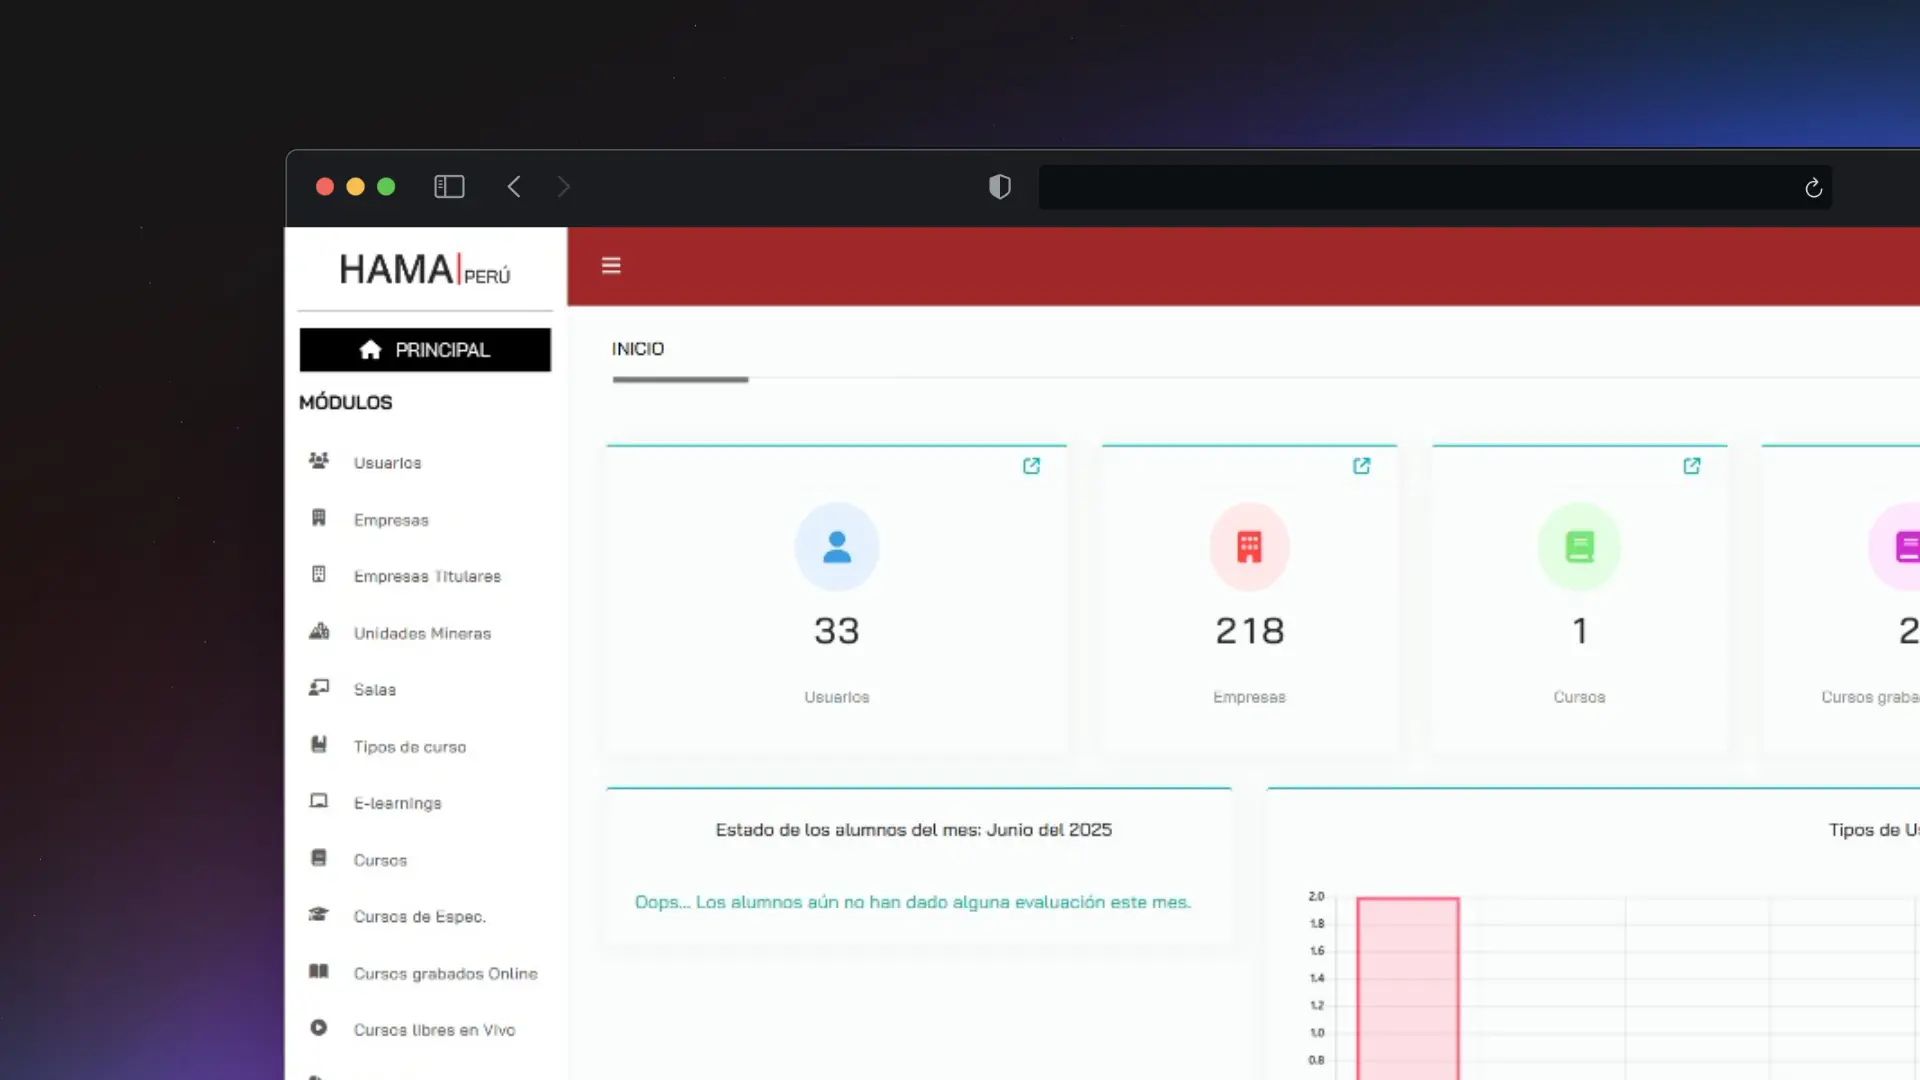 HAMA|PERÚ
PRINCIPAL
MÓDULOS
Usuarios
Empresas
Empresas Titulares
Unidades Mineras
Salas
Tipos de curso
E-learnings
Cursos
Cursos de Espec.
Cursos grabados Online
Cursos libres en Vivo
INICIO
33
Usuarios
218
Empresas
1
Cursos
2
Cursos graba
Estado de los alumnos del mes: Junio del 2025
Oops... Los alumnos aún no han dado alguna evaluación este mes.
Tipos de Us
2.0
1.8
1.6
1.4
1.2
1.0
0.8